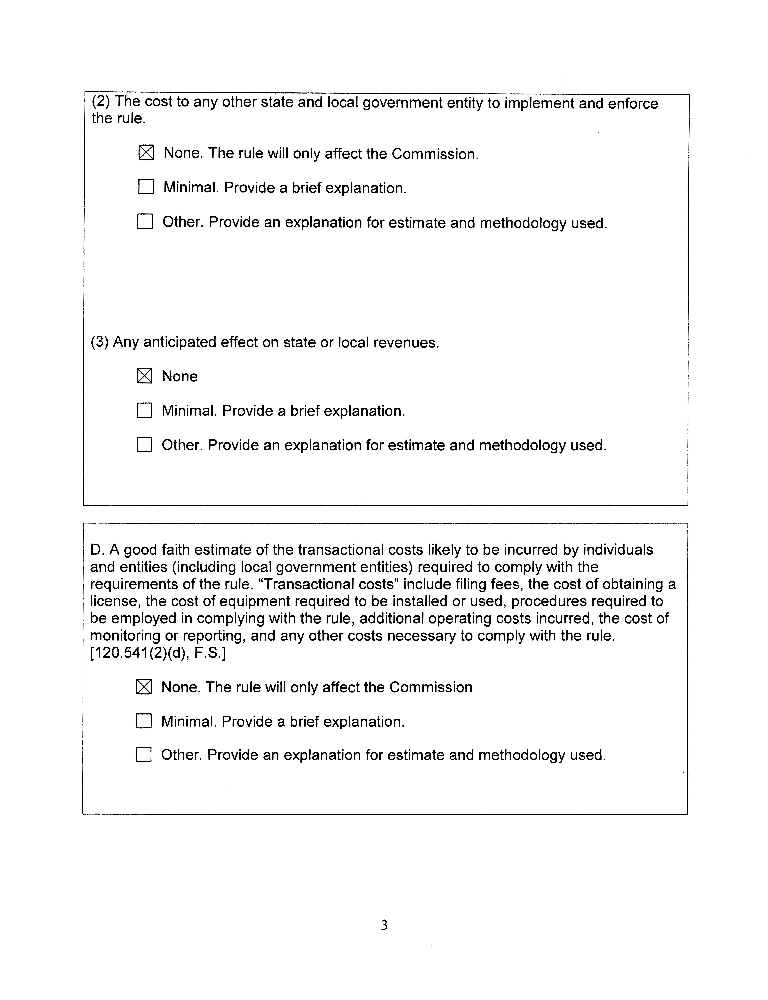 (2) The cost to any other state and local government entity to implement and enforce
the rule.
☒ None. The rule will only affect the Commission.
☐ Minimal. Provide a brief explanation.
☐ Other. Provide an explanation for estimate and methodology used.
(3) Any anticipated effect on state or local revenues.
☒ None
☐ Minimal. Provide a brief explanation.
☐ Other. Provide an explanation for estimate and methodology used.
D. A good faith estimate of the transactional costs likely to be incurred by individuals
and entities (including local government entities) required to comply with the
requirements of the rule. “Transactional costs” include filing fees, the cost of obtaining a
license, the cost of equipment required to be installed or used, procedures required to
be employed in complying with the rule, additional operating costs incurred, the cost of
monitoring or reporting, and any other costs necessary to comply with the rule.
[120.541(2)(d), F.S.]
☒ None. The rule will only affect the Commission
☐ Minimal. Provide a brief explanation.
☐ Other. Provide an explanation for estimate and methodology used.
3